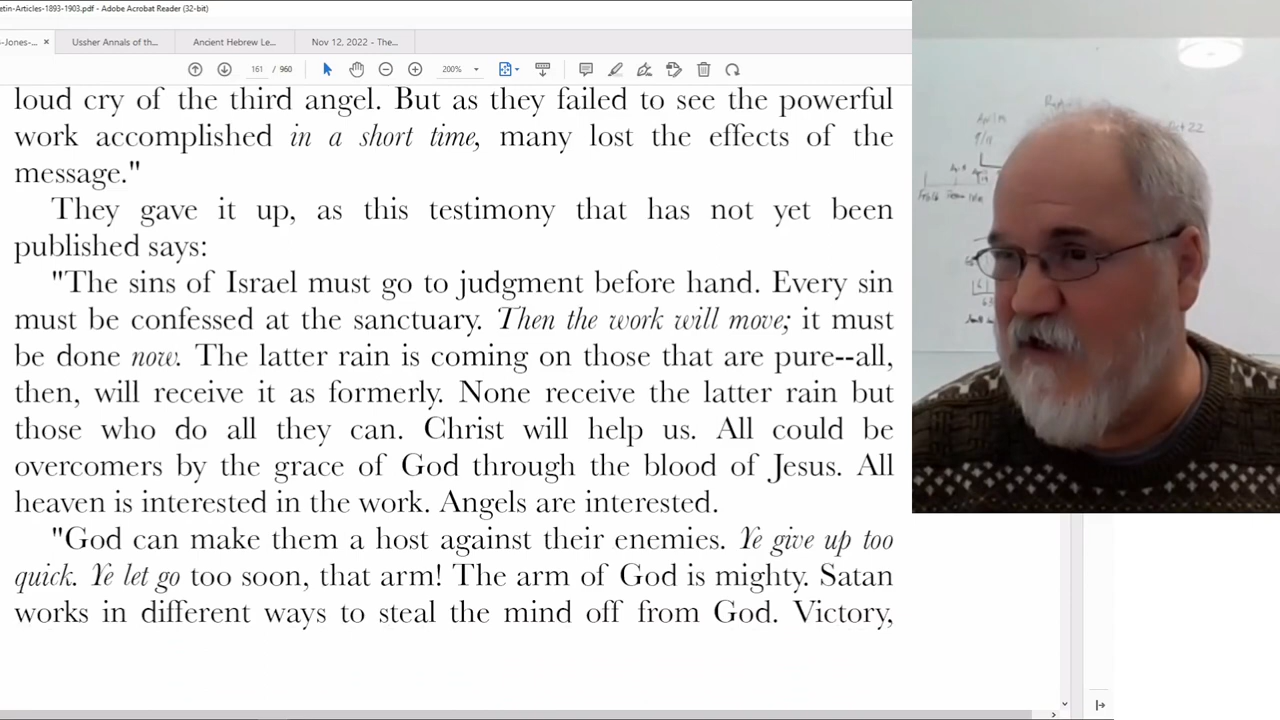 etin-Articles-1893-1903.pdf - Adobe Acrobat Reader (32-bit)
-Jones-... × Ussher Annals of th... Ancient Hebrew Le... Nov 12, 2022 - The...
161 / 960 200%
loud cry of the third angel. But as they failed to see the powerful
work accomplished in a short time, many lost the effects of the
message."
They gave it up, as this testimony that has not yet been
published says:
"The sins of Israel must go to judgment before hand. Every sin
must be confessed at the sanctuary. Then the work will move; it must
be done now. The latter rain is coming on those that are pure--all,
then, will receive it as formerly. None receive the latter rain but
those who do all they can. Christ will help us. All could be
overcomers by the grace of God through the blood of Jesus. All
heaven is interested in the work. Angels are interested.
"God can make them a host against their enemies. Ye give up too
quick. Ye let go too soon, that arm! The arm of God is mighty. Satan
works in different ways to steal the mind off from God. Victory,
April 19
9/11